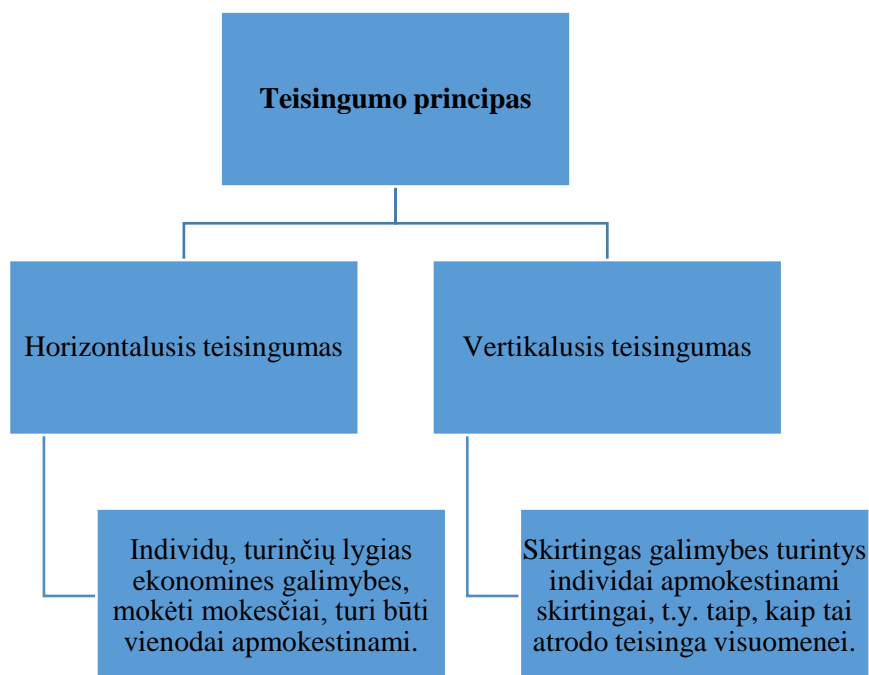 Teisingumo principas
Horizontalusis teisingumas
Vertikalusis teisingumas
Individų, turinčių lygias
ekonomines galimybes,
mokėti mokesčiai, turi būti
vienodai apmokestinami.
Skirtingas galimybes turintys
individai apmokestinami
skirtingai, t.y. taip, kaip tai
atrodo teisinga visuomenei.